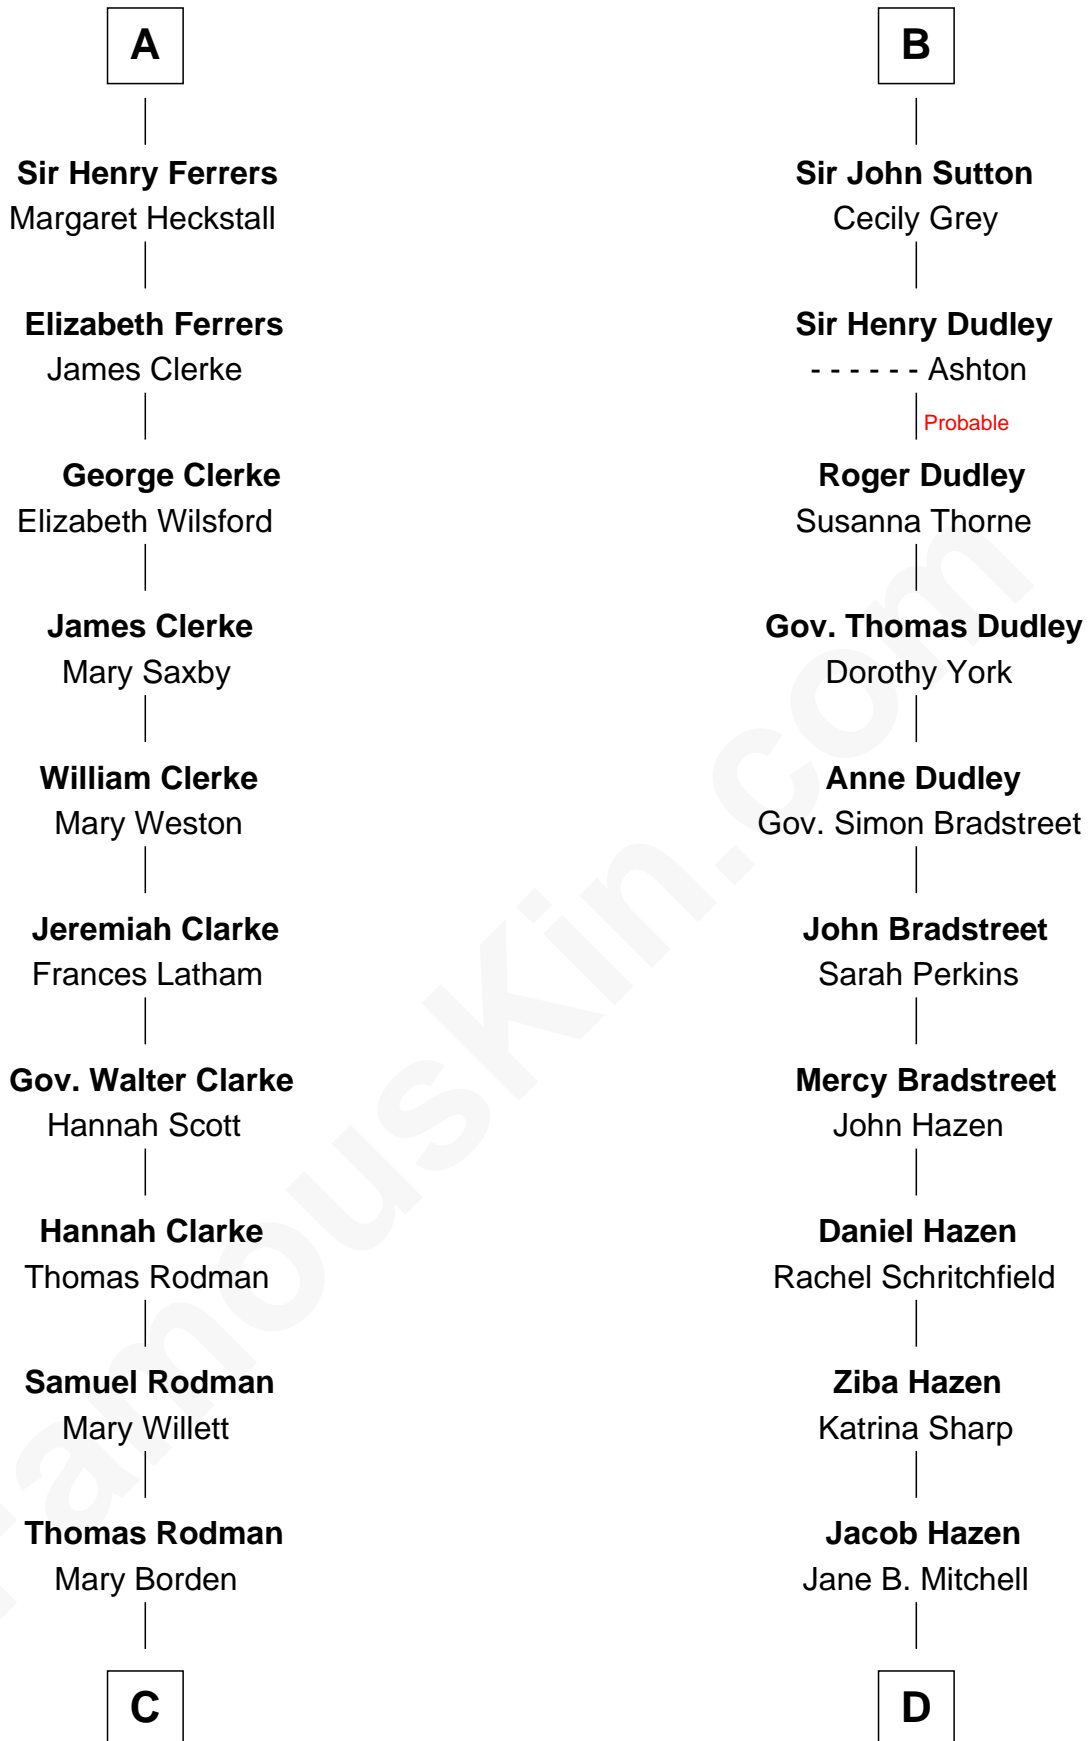 A
Sir Henry Ferrers
Margaret Heckstall
Elizabeth Ferrers
James Clerke
George Clerke
Elizabeth Wilsford
James Clerke
Mary Saxby
William Clerke
Mary Weston
Jeremiah Clarke
Frances Latham
Gov. Walter Clarke
Hannah Scott
Hannah Clarke
Thomas Rodman
Samuel Rodman
Mary Willett
Thomas Rodman
Mary Borden
C
B
Sir John Sutton
Cecily Grey
Sir Henry Dudley
- - - - - - Ashton
Probable
Roger Dudley
Susanna Thorne
Gov. Thomas Dudley
Dorothy York
Anne Dudley
Gov. Simon Bradstreet
John Bradstreet
Sarah Perkins
Mercy Bradstreet
John Hazen
Daniel Hazen
Rachel Schritchfield
Ziba Hazen
Katrina Sharp
Jacob Hazen
Jane B. Mitchell
D
FamousKin.com